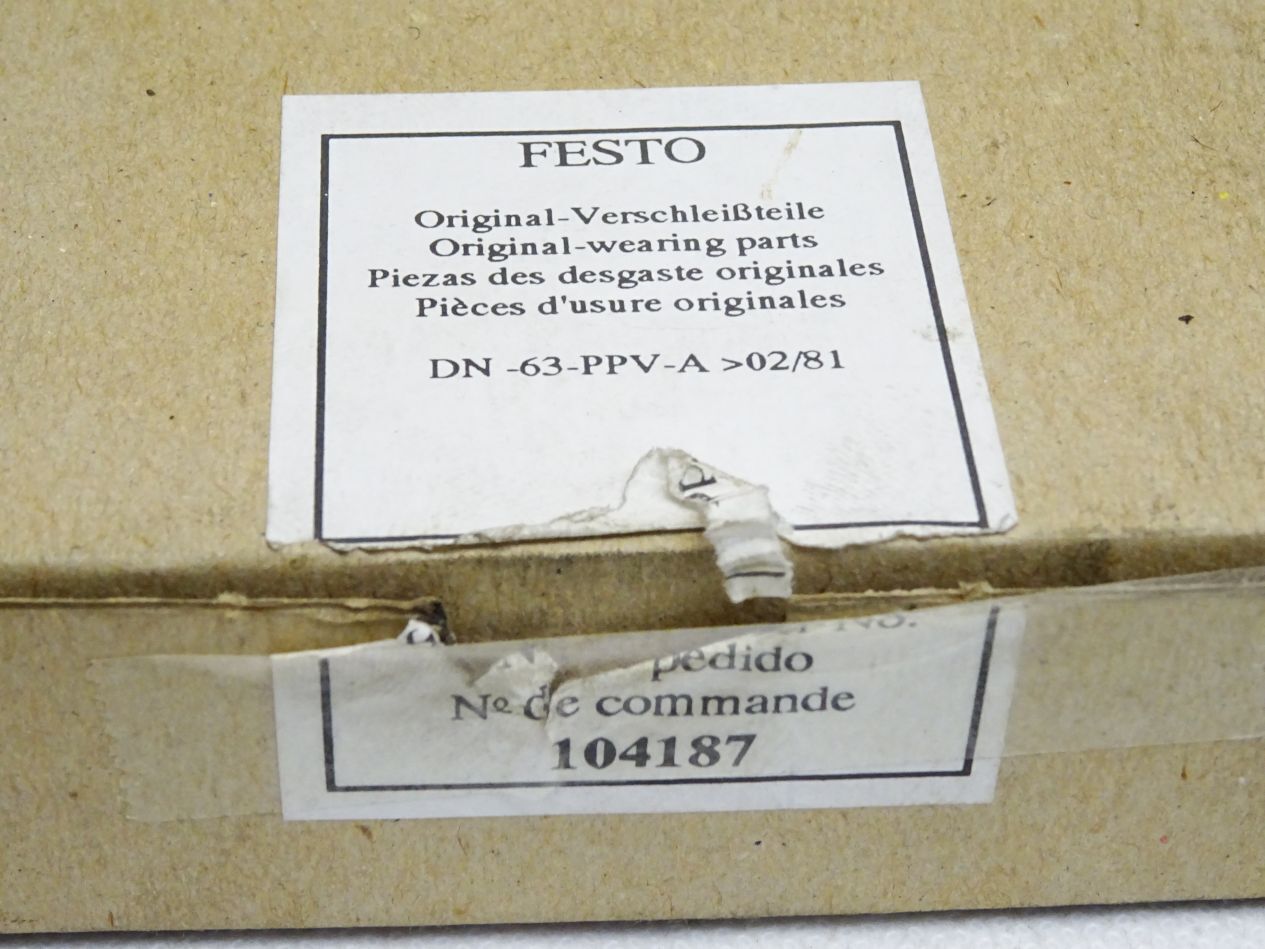 FESTO
Original-Verschleißteile
Original-wearing parts
Piezas des desgaste originales
Pièces d'usure originales
DN -63-PPV-A >02/81
No.
pedido
Nº de commande
104187